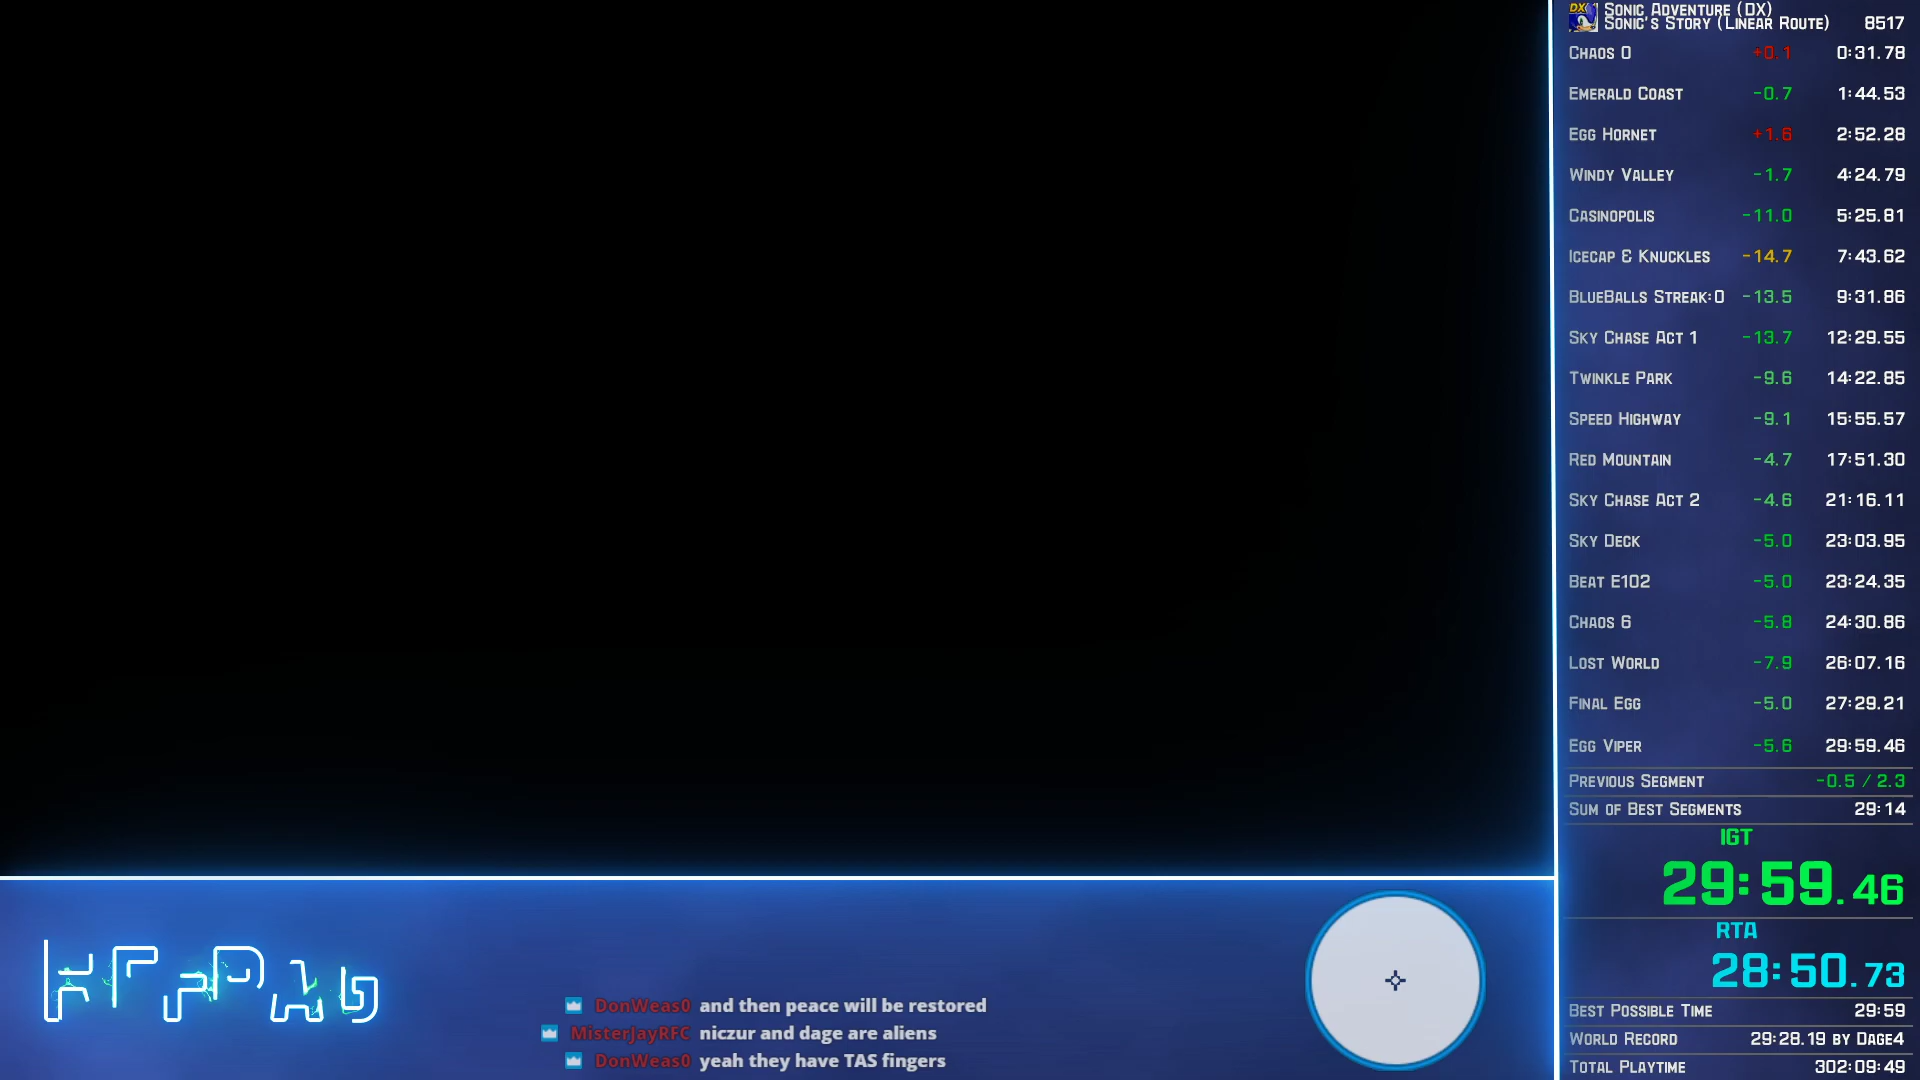 Sonic Adventure (DX)
Sonic's Story (Linear Route) 8517
Chaos 0 +0.1 0:31.78
Emerald Coast -0.7 1:44.53
Egg Hornet +1.6 2:52.28
Windy Valley -1.7 4:24.79
Casinopolis -11.0 5:25.81
Icecap & Knuckles -14.7 7:43.62
BlueBalls Streak:0 -13.5 9:31.86
Sky Chase Act 1 -13.7 12:29.55
Twinkle Park -9.6 14:22.85
Speed Highway -9.1 15:55.57
Red Mountain -4.7 17:51.30
Sky Chase Act 2 -4.6 21:16.11
Sky Deck -5.0 23:03.95
Beat E102 -5.0 23:24.35
Chaos 6 -5.8 24:30.86
Lost World -7.9 26:07.16
Final Egg -5.0 27:29.21
Egg Viper -5.6 29:59.46
Previous Segment -0.5 / 2.3
Sum of Best Segments 29:14
IGT
29:59.46
RTA
28:50.73
Best Possible Time 29:59
World Record 29:28.19 by Dage4
Total Playtime 302:09:49
DonWeas0 and then peace will be restored
MisterJayRFC niczur and dage are aliens
DonWeas0 yeah they have TAS fingers